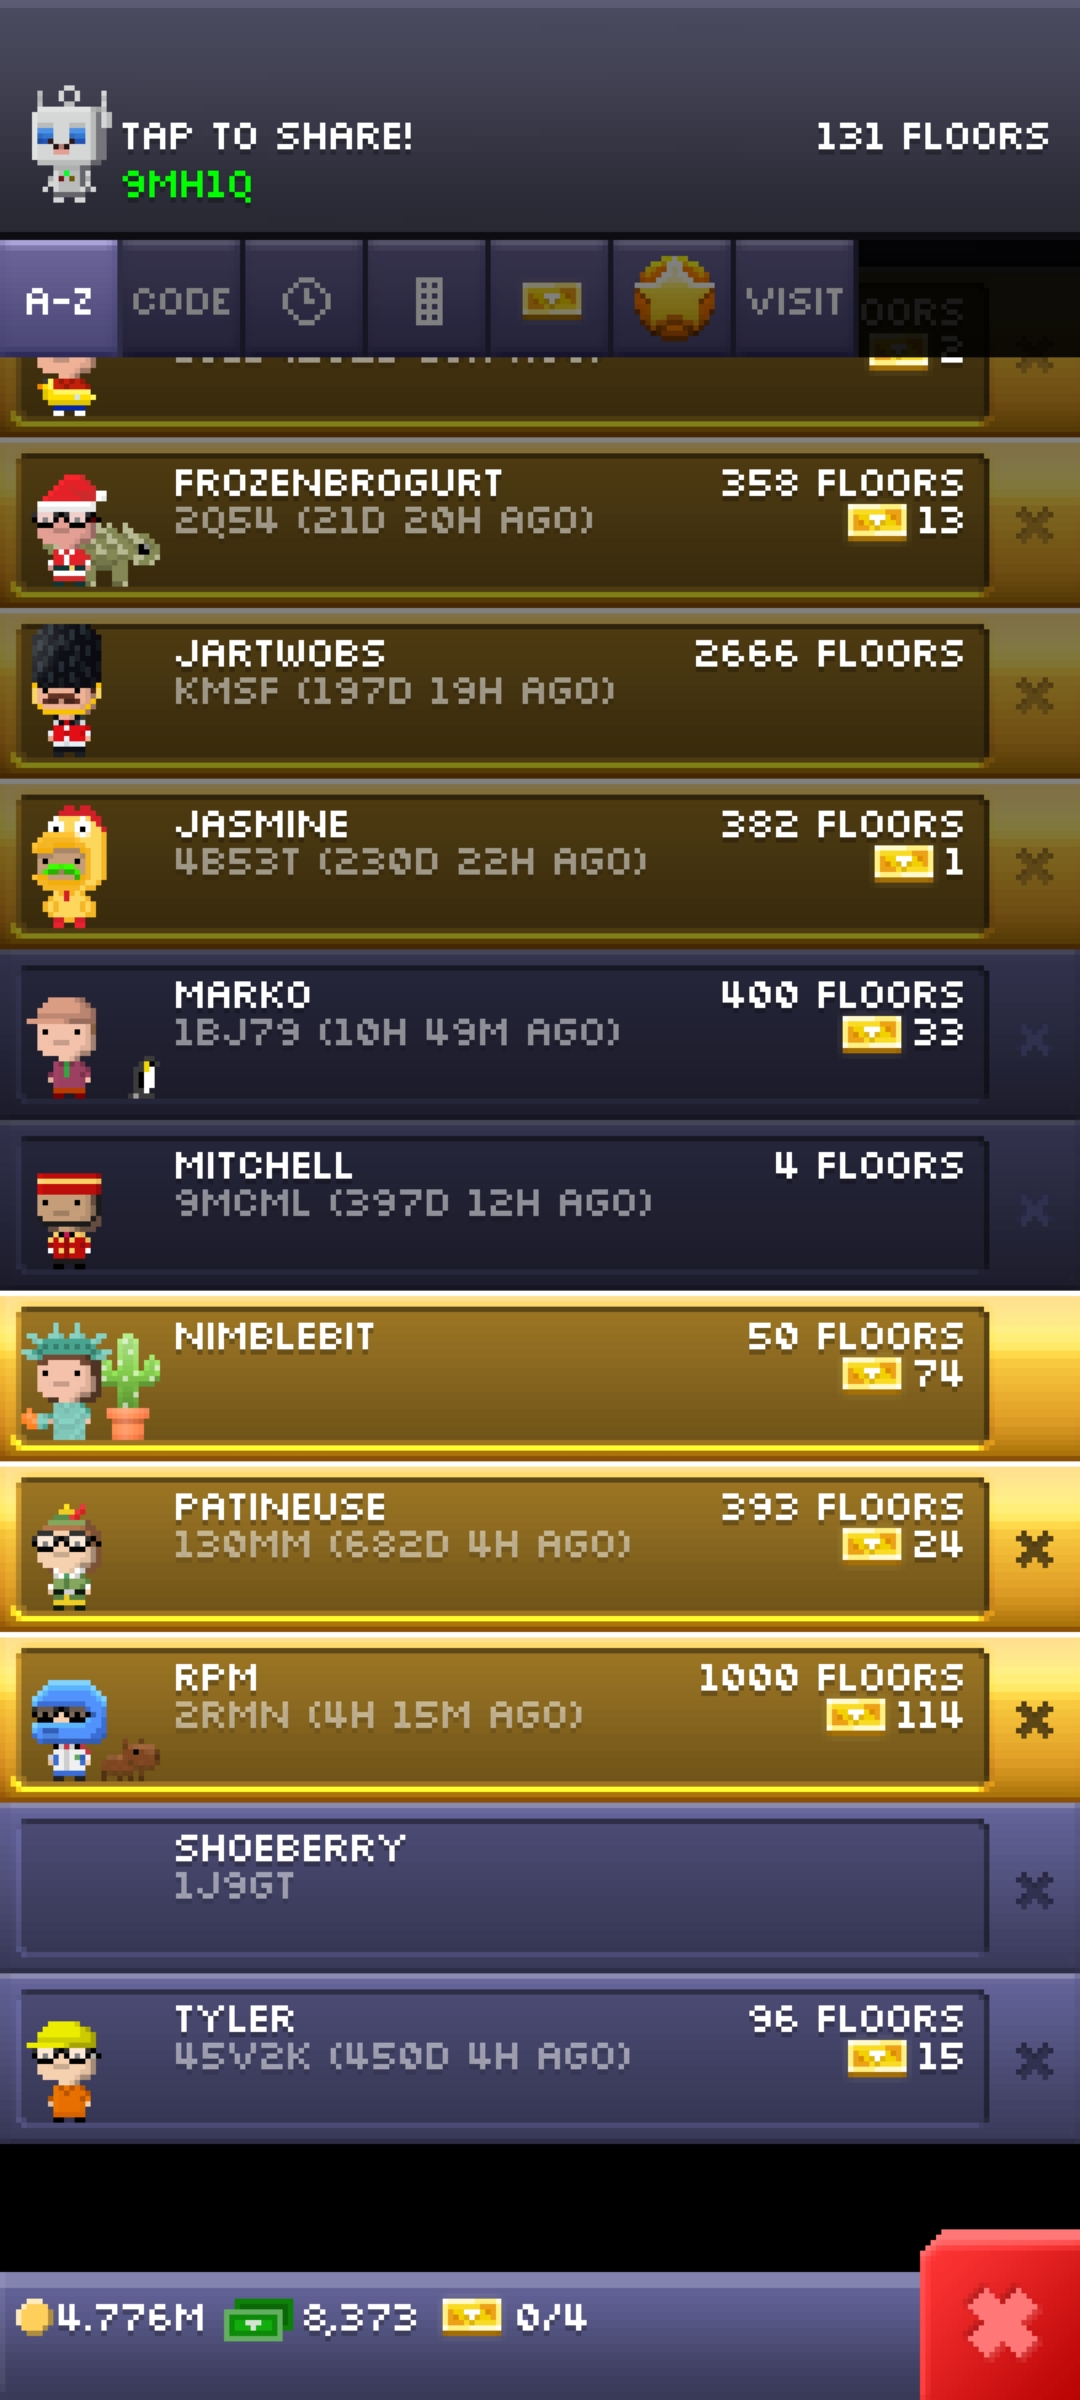 TAP TO SHARE!
131 FLOORS
9MH1Q
A-Z
CODE
VISIT
2
FROZENBROGURT
358 FLOORS
2Q54 (21D 20H AGO)
13
JARTWOBS
2666 FLOORS
KMSF (197D 19H AGO)
JASMINE
382 FLOORS
4B53T (230D 22H AGO)
1
MARKO
400 FLOORS
1BJ79 (10H 49M AGO)
33
MITCHELL
4 FLOORS
9MCML (397D 12H AGO)
NIMBLEBIT
50 FLOORS
74
PATINEUSE
393 FLOORS
130MM (682D 4H AGO)
24
RPM
1000 FLOORS
2RMN (4H 15M AGO)
114
SHOEBERRY
1J9GT
TYLER
96 FLOORS
45V2K (450D 4H AGO)
15
4.776M 8,373 0/4